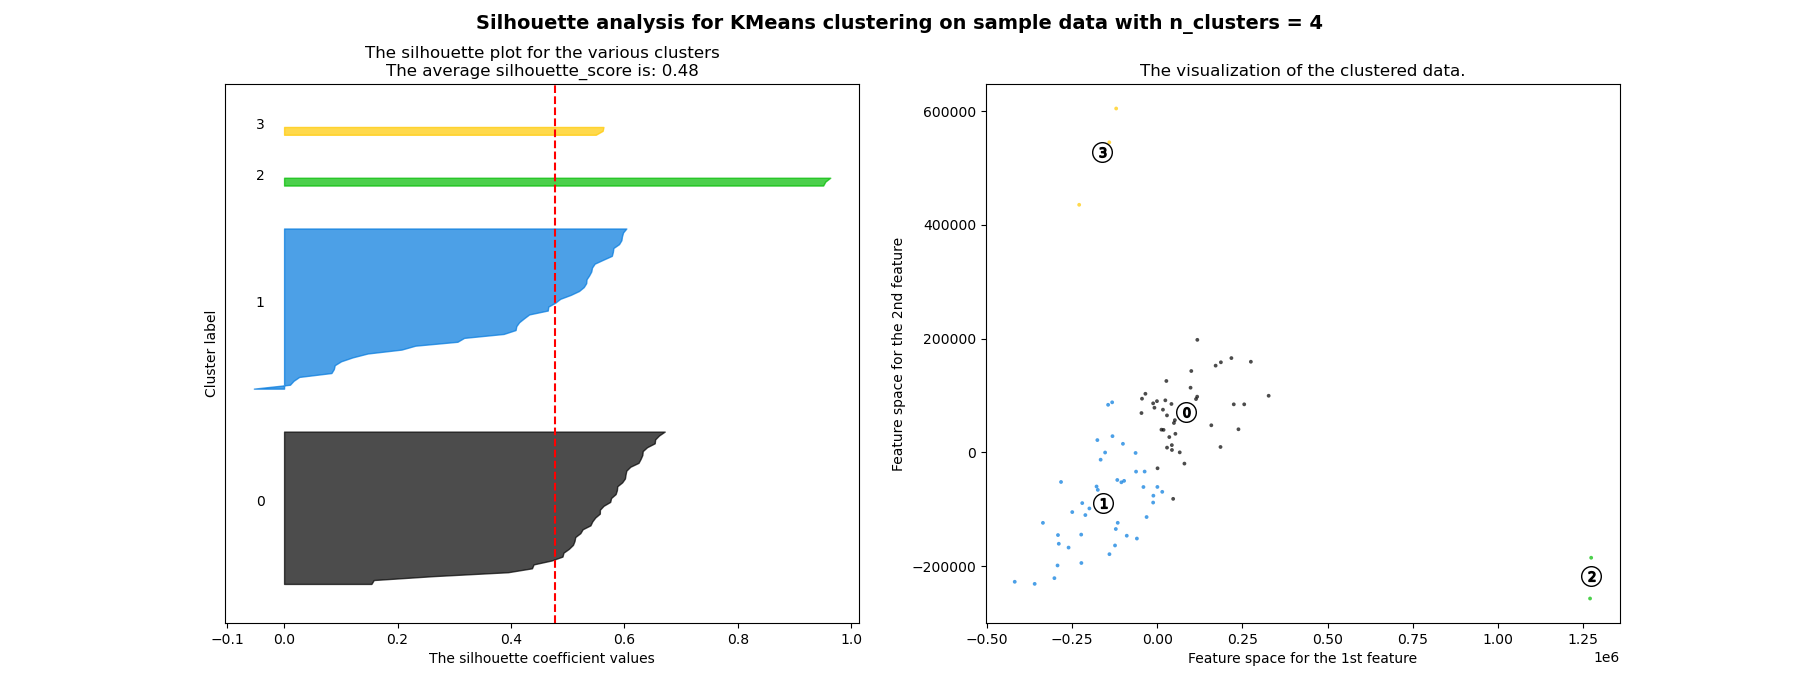 Silhouette analysis for KMeans clustering on sample data with n_clusters = 4
The silhouette plot for the various clusters
The average silhouette_score is: 0.48
3
2
1
0
Cluster label
−0.1 0.0 0.2 0.4 0.6 0.8 1.0
The silhouette coefficient values
The visualization of the clustered data.
600000
400000
200000
0
−200000
Feature space for the 2nd feature
3
0
1
2
−0.50 −0.25 0.00 0.25 0.50 0.75 1.00 1.25
1e6
Feature space for the 1st feature